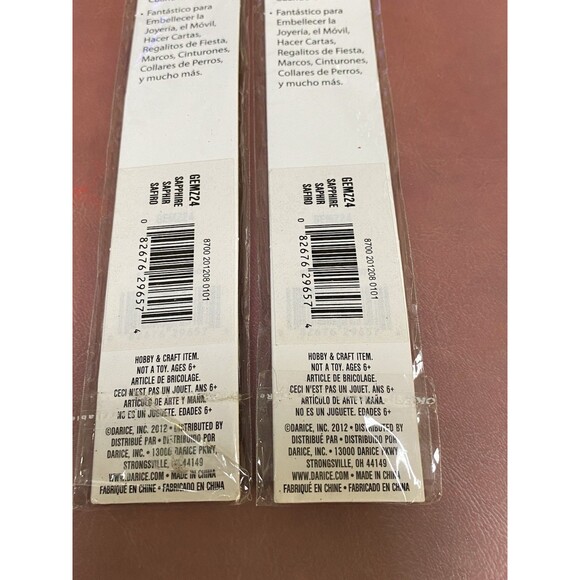 • Fantástico para
Embellecer la
Joyería, el Móvil,
Hacer Cartas,
Regalitos de Fiesta,
Marcos, Cinturones,
Collares de Perros,
y mucho más.
GEMZ24
SAPPHIRE
SAPHIR
SAFIRO
0 82676 29657 4
8700 201208 0101
HOBBY & CRAFT ITEM.
NOT A TOY. AGES 6+
ARTICLE DE BRICOLAGE.
CECI N'EST PAS UN JOUET. ANS 6+
ARTÍCULO DE ARTE Y MAÑA.
NO ES UN JUGUETE. EDADES 6+
©DARICE, INC. 2012 • DISTRIBUTED BY
DISTRIBUÉ PAR • DISTRIBUIDO POR
DARICE, INC. • 13000 DARICE PKWY.
STRONGSVILLE, OH 44149
WWW.DARICE.COM • MADE IN CHINA
FABRIQUÉ EN CHINE • FABRICADO EN CHINA
• Fantástico para
Embellecer la
Joyería, el Móvil,
Hacer Cartas,
Regalitos de Fiesta,
Marcos, Cinturones,
Collares de Perros,
y mucho más.
GEMZ24
SAPPHIRE
SAPHIR
SAFIRO
0 82676 29657 4
8700 201208 0101
HOBBY & CRAFT ITEM.
NOT A TOY. AGES 6+
ARTICLE DE BRICOLAGE.
CECI N'EST PAS UN JOUET. ANS 6+
ARTÍCULO DE ARTE Y MAÑA.
NO ES UN JUGUETE. EDADES 6+
©DARICE, INC. 2012 • DISTRIBUTED BY
DISTRIBUÉ PAR • DISTRIBUIDO POR
DARICE, INC. • 13000 DARICE PKWY.
STRONGSVILLE, OH 44149
WWW.DARICE.COM • MADE IN CHINA
FABRIQUÉ EN CHINE • FABRICADO EN CHINA